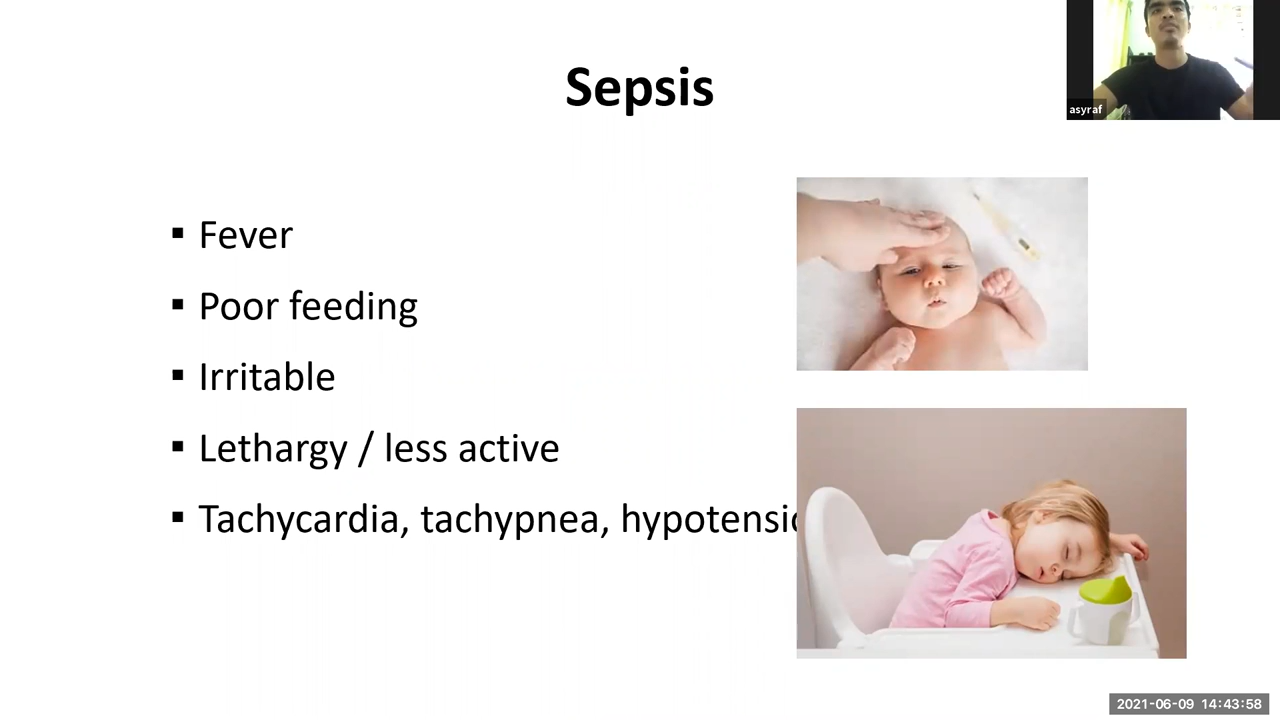 Sepsis
asyraf
▪ Fever
▪ Poor feeding
▪ Irritable
▪ Lethargy / less active
▪ Tachycardia, tachypnea, hypotensio
2021-06-09 14:43:58